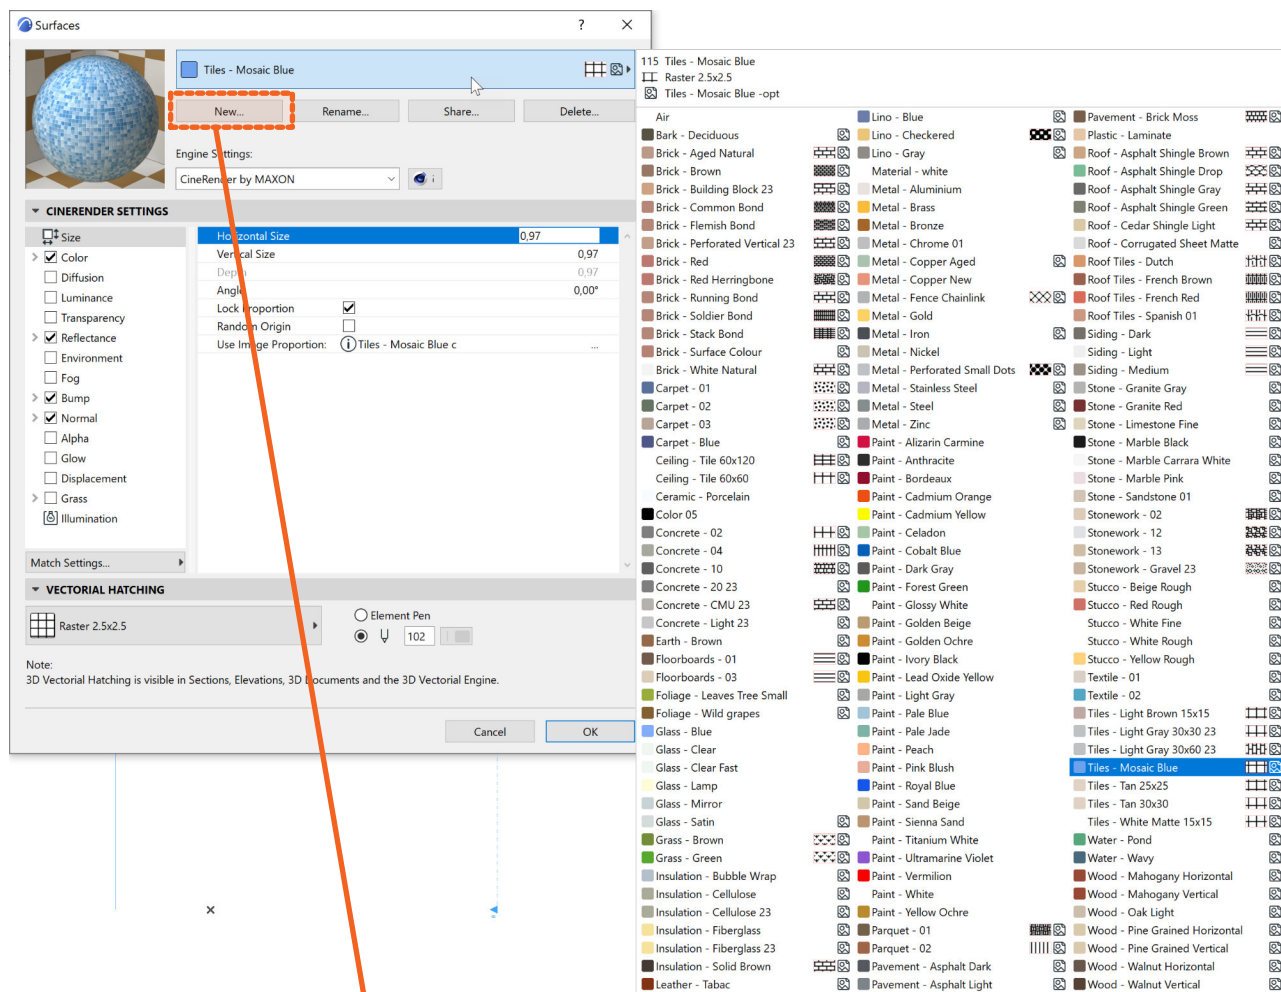 Surfaces
?
Tiles - Mosaic Blue
New...
Rename...
Share...
Delete...
Engine Settings:
CineRender by MAXON
i
CINERENDER SETTINGS
Size
Color
Diffusion
Luminance
Transparency
Reflectance
Environment
Fog
Bump
Normal
Alpha
Glow
Displacement
Grass
Illumination
Match Settings...
Horizontal Size 0,97
Vertical Size 0,97
Depth 0,97
Angle 0,00°
Lock Proportion
Random Origin
Use Image Proportion: Tiles - Mosaic Blue c ...
VECTORIAL HATCHING
Raster 2.5x2.5
Element Pen
102
Note:
3D Vectorial Hatching is visible in Sections, Elevations, 3D Documents and the 3D Vectorial Engine.
Cancel
OK
115 Tiles - Mosaic Blue
Raster 2.5x2.5
Tiles - Mosaic Blue -opt
Air
Bark - Deciduous
Brick - Aged Natural
Brick - Brown
Brick - Building Block 23
Brick - Common Bond
Brick - Flemish Bond
Brick - Perforated Vertical 23
Brick - Red
Brick - Red Herringbone
Brick - Running Bond
Brick - Soldier Bond
Brick - Stack Bond
Brick - Surface Colour
Brick - White Natural
Carpet - 01
Carpet - 02
Carpet - 03
Carpet - Blue
Ceiling - Tile 60x120
Ceiling - Tile 60x60
Ceramic - Porcelain
Color 05
Concrete - 02
Concrete - 04
Concrete - 10
Concrete - 20 23
Concrete - CMU 23
Concrete - Light 23
Earth - Brown
Floorboards - 01
Floorboards - 03
Foliage - Leaves Tree Small
Foliage - Wild grapes
Glass - Blue
Glass - Clear
Glass - Clear Fast
Glass - Lamp
Glass - Mirror
Glass - Satin
Grass - Brown
Grass - Green
Insulation - Bubble Wrap
Insulation - Cellulose
Insulation - Cellulose 23
Insulation - Fiberglass
Insulation - Fiberglass 23
Insulation - Solid Brown
Leather - Tabac
Lino - Blue
Lino - Checkered
Lino - Gray
Material - white
Metal - Aluminium
Metal - Brass
Metal - Bronze
Metal - Chrome 01
Metal - Copper Aged
Metal - Copper New
Metal - Fence Chainlink
Metal - Gold
Metal - Iron
Metal - Nickel
Metal - Perforated Small Dots
Metal - Stainless Steel
Metal - Steel
Metal - Zinc
Paint - Alizarin Carmine
Paint - Anthracite
Paint - Bordeaux
Paint - Cadmium Orange
Paint - Cadmium Yellow
Paint - Celadon
Paint - Cobalt Blue
Paint - Dark Gray
Paint - Forest Green
Paint - Glossy White
Paint - Golden Beige
Paint - Golden Ochre
Paint - Ivory Black
Paint - Lead Oxide Yellow
Paint - Light Gray
Paint - Pale Blue
Paint - Pale Jade
Paint - Peach
Paint - Pink Blush
Paint - Royal Blue
Paint - Sand Beige
Paint - Sienna Sand
Paint - Titanium White
Paint - Ultramarine Violet
Paint - Vermilion
Paint - White
Paint - Yellow Ochre
Parquet - 01
Parquet - 02
Pavement - Asphalt Dark
Pavement - Asphalt Light
Pavement - Brick Moss
Plastic - Laminate
Roof - Asphalt Shingle Brown
Roof - Asphalt Shingle Drop
Roof - Asphalt Shingle Gray
Roof - Asphalt Shingle Green
Roof - Cedar Shingle Light
Roof - Corrugated Sheet Matte
Roof Tiles - Dutch
Roof Tiles - French Brown
Roof Tiles - French Red
Roof Tiles - Spanish 01
Siding - Dark
Siding - Light
Siding - Medium
Stone - Granite Gray
Stone - Granite Red
Stone - Limestone Fine
Stone - Marble Black
Stone - Marble Carrara White
Stone - Marble Pink
Stone - Sandstone 01
Stonework - 02
Stonework - 12
Stonework - 13
Stonework - Gravel 23
Stucco - Beige Rough
Stucco - Red Rough
Stucco - White Fine
Stucco - White Rough
Stucco - Yellow Rough
Textile - 01
Textile - 02
Tiles - Light Brown 15x15
Tiles - Light Gray 30x30 23
Tiles - Light Gray 30x60 23
Tiles - Mosaic Blue
Tiles - Tan 25x25
Tiles - Tan 30x30
Tiles - White Matte 15x15
Water - Pond
Water - Wavy
Wood - Mahogany Horizontal
Wood - Mahogany Vertical
Wood - Oak Light
Wood - Pine Grained Horizontal
Wood - Pine Grained Vertical
Wood - Walnut Horizontal
Wood - Walnut Vertical